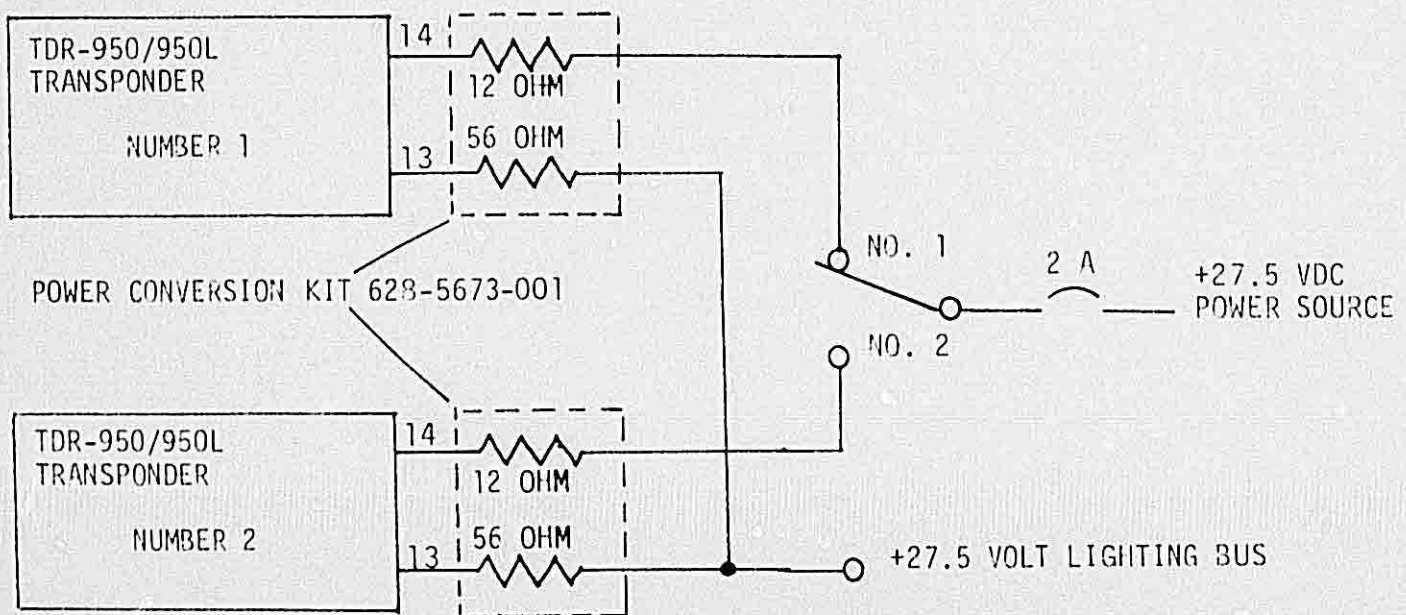 TDR-950/950L
TRANSPONDER
NUMBER 1
14
12 OHM
56 OHM
13
POWER CONVERSION KIT 628-5673-001
NO. 1
2 A
+27.5 VDC
POWER SOURCE
NO. 2
TDR-950/950L
TRANSPONDER
NUMBER 2
14
12 OHM
56 OHM
13
+27.5 VOLT LIGHTING BUS